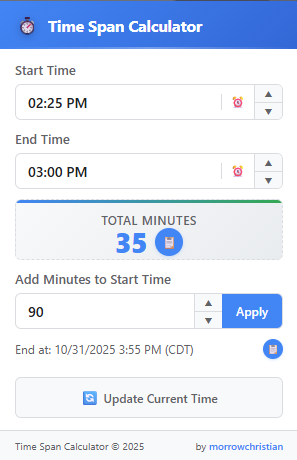 Time Span Calculator
Start Time
02:25 PM
End Time
03:00 PM
TOTAL MINUTES
35
Add Minutes to Start Time
90
Apply
End at: 10/31/2025 3:55 PM (CDT)
Update Current Time
Time Span Calculator © 2025
by morrowchristian